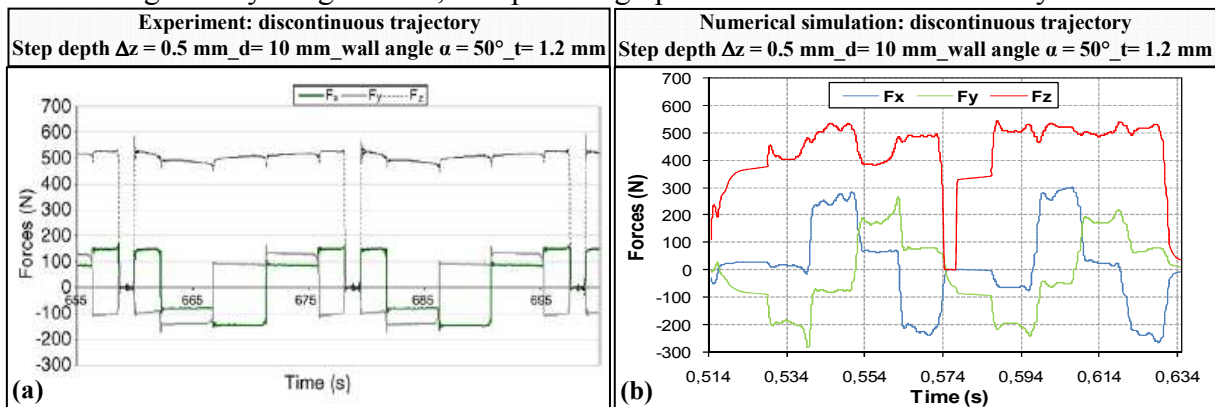 Experiment: discontinuous trajectory
Step depth Δz = 0.5 mm_d= 10 mm_wall angle α = 50°_t= 1.2 mm
Fx Fy Fz
700
600
500
400
300
200
100
0
-100
-200
-300
Forces (N)
655 665 675 685 695
Time (s)
(a)
Numerical simulation: discontinuous trajectory
Step depth Δz = 0.5 mm_d= 10 mm_wall angle α = 50°_t= 1.2 mm
Fx Fy Fz
700
600
500
400
300
200
100
0
-100
-200
-300
Forces (N)
0,514 0,534 0,554 0,574 0,594 0,614 0,634
Time (s)
(b)